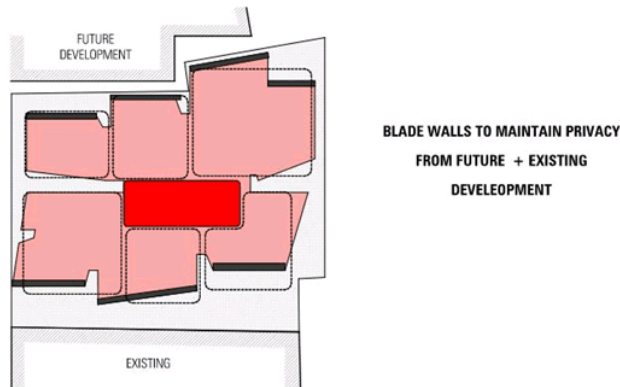 FUTURE
DEVELOPMENT
BLADE WALLS TO MAINTAIN PRIVACY
FROM FUTURE + EXISTING
DEVELEOPMENT
EXISTING